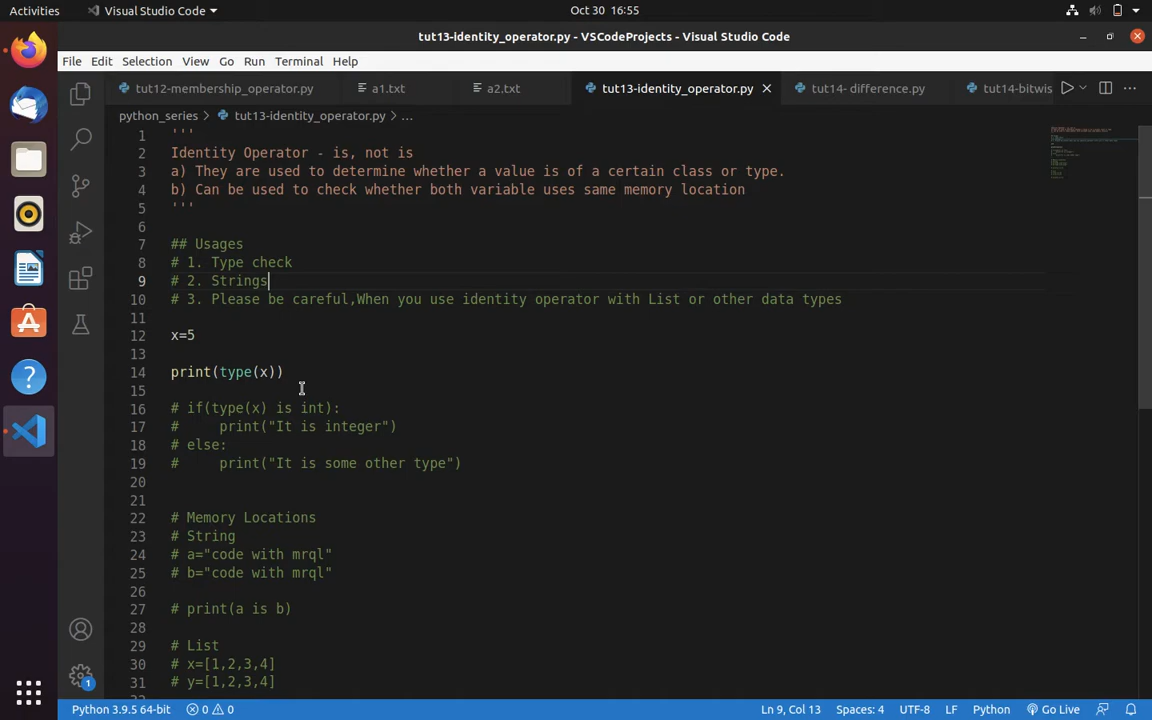 Activities
Visual Studio Code
Oct 30 16:55
tut13-identity_operator.py - VSCodeProjects - Visual Studio Code
File Edit Selection View Go Run Terminal Help
tut12-membership_operator.py
a1.txt
a2.txt
tut13-identity_operator.py
tut14- difference.py
tut14-bitwis
python_series > tut13-identity_operator.py > ...
1 '''
2 Identity Operator - is, not is
3 a) They are used to determine whether a value is of a certain class or type.
4 b) Can be used to check whether both variable uses same memory location
5 '''
6
7 ## Usages
8 # 1. Type check
9 # 2. Strings
10 # 3. Please be careful,When you use identity operator with List or other data types
11
12 x=5
13
14 print(type(x))
15
16 # if(type(x) is int):
17 #     print("It is integer")
18 # else:
19 #     print("It is some other type")
20
21
22 # Memory Locations
23 # String
24 # a="code with mrql"
25 # b="code with mrql"
26
27 # print(a is b)
28
29 # List
30 # x=[1,2,3,4]
31 # y=[1,2,3,4]
1
Python 3.9.5 64-bit
0
0
Ln 9, Col 13
Spaces: 4
UTF-8
LF
Python
Go Live